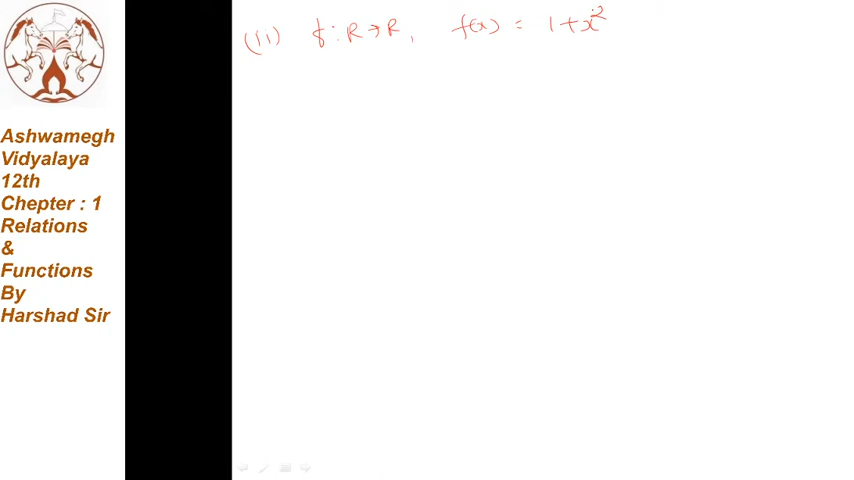 (ii) f : R → R, f(x) = 1+x²
Ashwamegh
Vidyalaya
12th
Chepter : 1
Relations
&
Functions
By
Harshad Sir